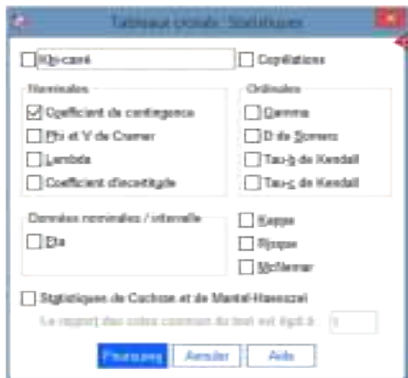 Tableaux croisés : Statistiques
Khi-carré
Corrélations
Nominales
Coefficient de contingence
Phi et V de Cramer
Lambda
Coefficient d'incertitude
Ordinales
Gamma
D de Somers
Tau-b de Kendall
Tau-c de Kendall
Données nominales / intervalle
Eta
Kappa
Risque
McNemar
Statistiques de Cochran et de Mantel-Haenszel
Le rapport des cotes commun du test est égal à
Poursuivre
Annuler
Aide